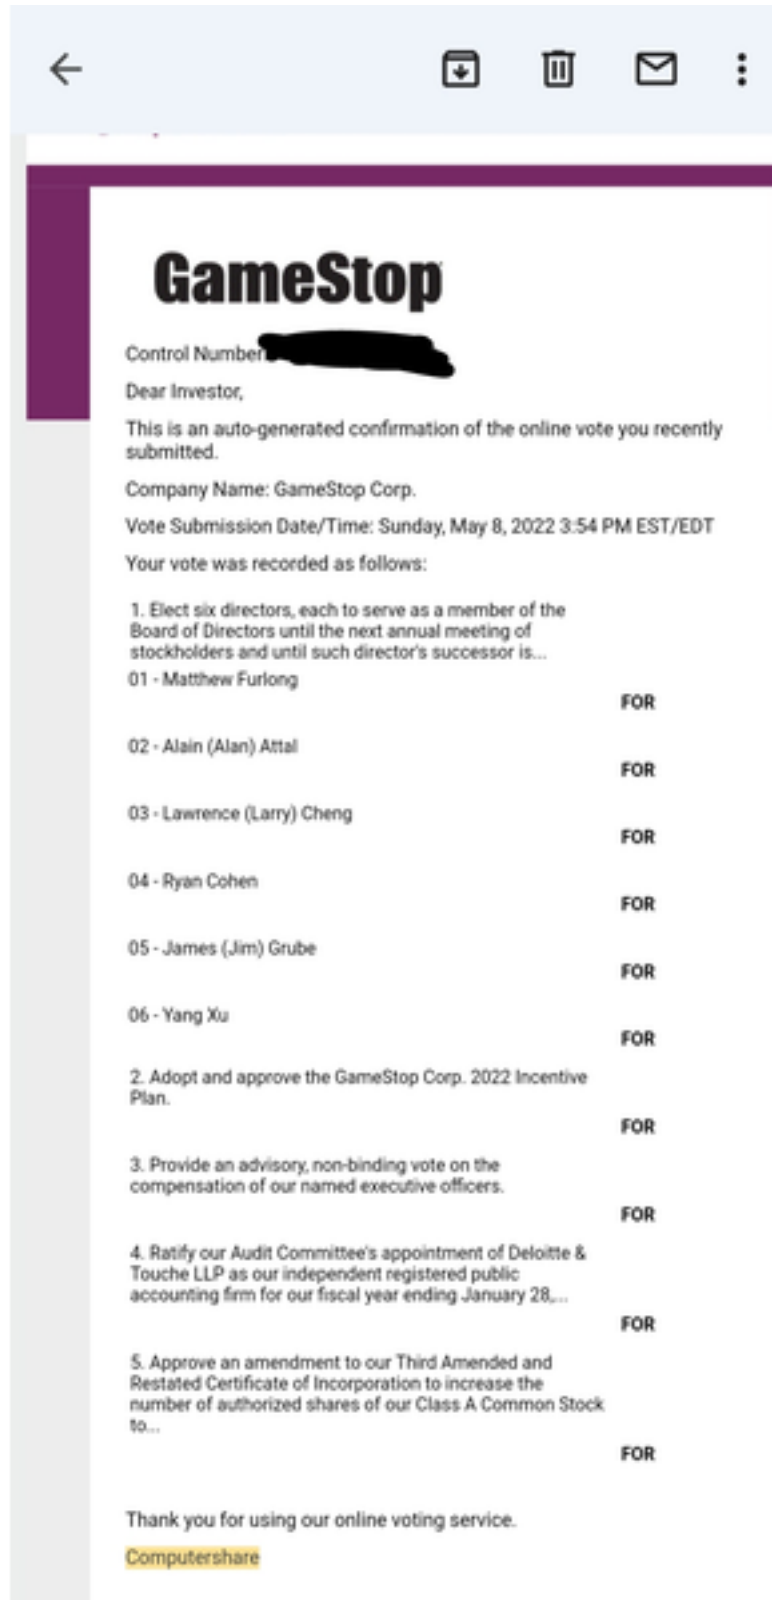 GameStop
Control Number
Dear Investor,
This is an auto-generated confirmation of the online vote you recently
submitted.
Company Name: GameStop Corp.
Vote Submission Date/Time: Sunday, May 8, 2022 3:54 PM EST/EDT
Your vote was recorded as follows:
1. Elect six directors, each to serve as a member of the
Board of Directors until the next annual meeting of
stockholders and until such director's successor is...
01 - Matthew Furlong
FOR
02 - Alain (Alan) Attal
FOR
03 - Lawrence (Larry) Cheng
FOR
04 - Ryan Cohen
FOR
05 - James (Jim) Grube
FOR
06 - Yang Xu
FOR
2. Adopt and approve the GameStop Corp. 2022 Incentive
Plan.
FOR
3. Provide an advisory, non-binding vote on the
compensation of our named executive officers.
FOR
4. Ratify our Audit Committee's appointment of Deloitte &
Touche LLP as our independent registered public
accounting firm for our fiscal year ending January 28,...
FOR
5. Approve an amendment to our Third Amended and
Restated Certificate of Incorporation to increase the
number of authorized shares of our Class A Common Stock
to...
FOR
Thank you for using our online voting service.
Computershare